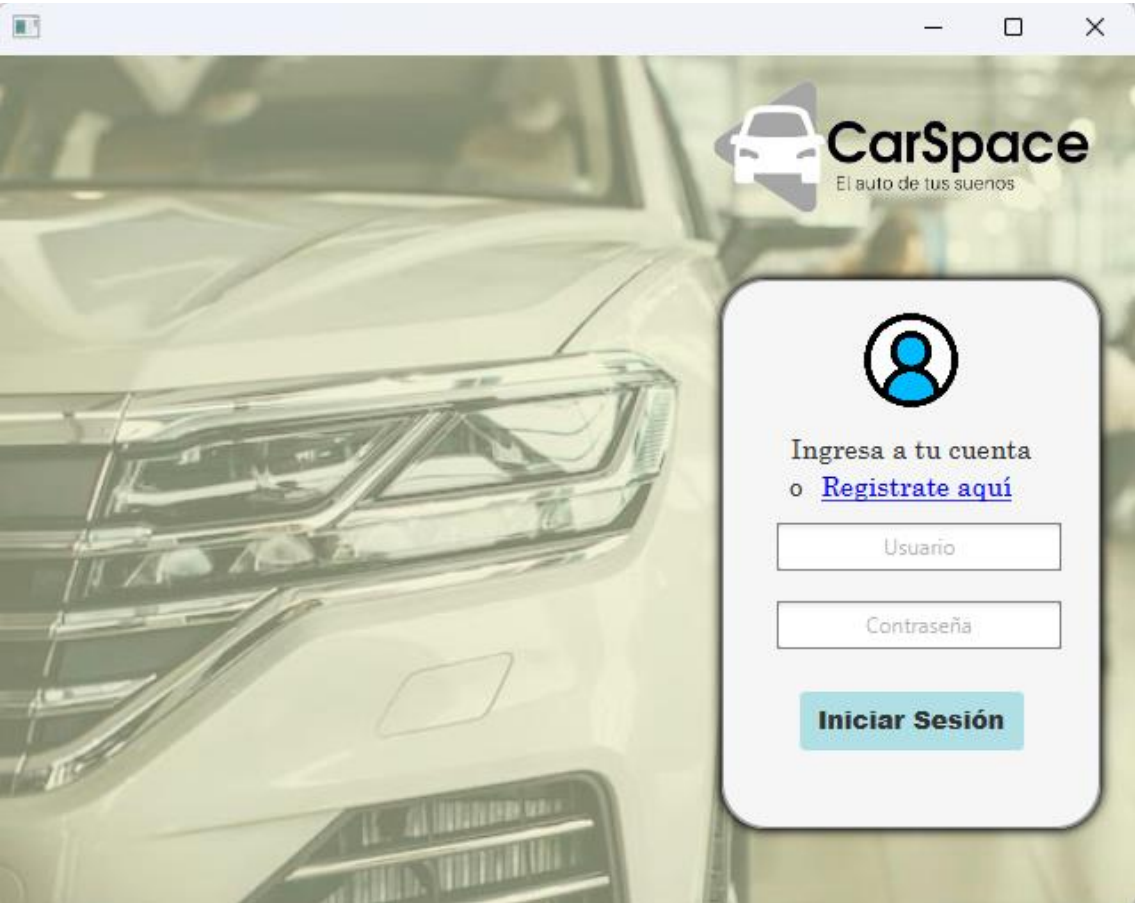 CarSpace
El auto de tus suenos
Ingresa a tu cuenta
o Registrate aquí
Usuario
Contraseña
Iniciar Sesión